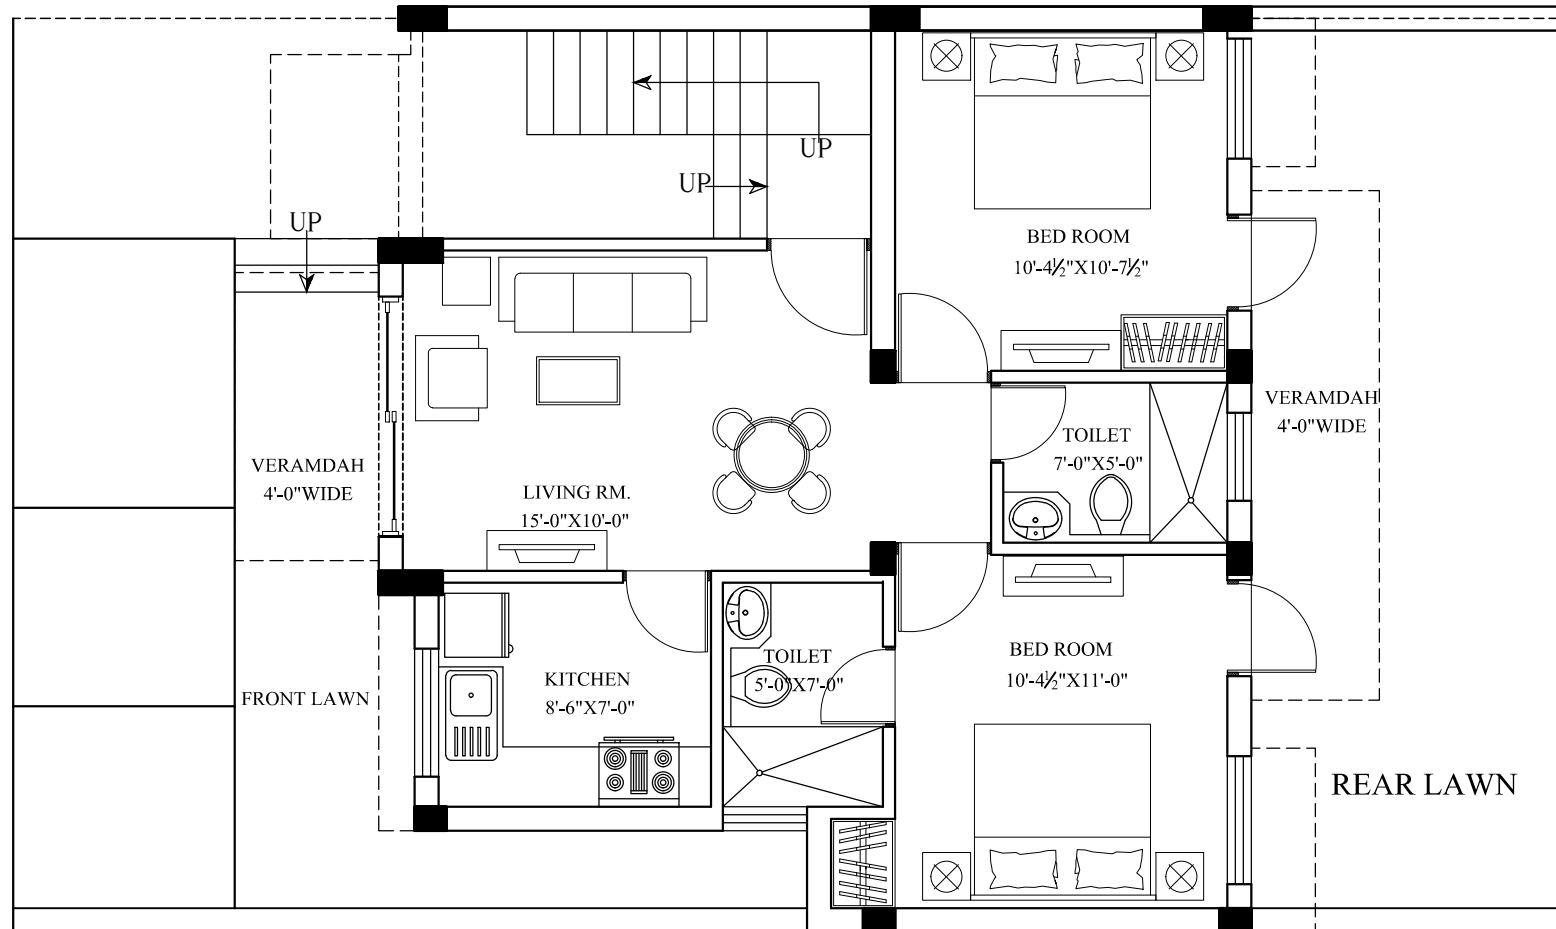 UP
UP
UP
BED ROOM
10'-4½"X10'-7½"
VERAMDAH
4'-0"WIDE
TOILET
7'-0"X5'-0"
VERAMDAH
4'-0"WIDE
LIVING RM.
15'-0"X10'-0"
BED ROOM
10'-4½"X11'-0"
TOILET
5'-0"X7'-0"
KITCHEN
8'-6"X7'-0"
FRONT LAWN
REAR LAWN